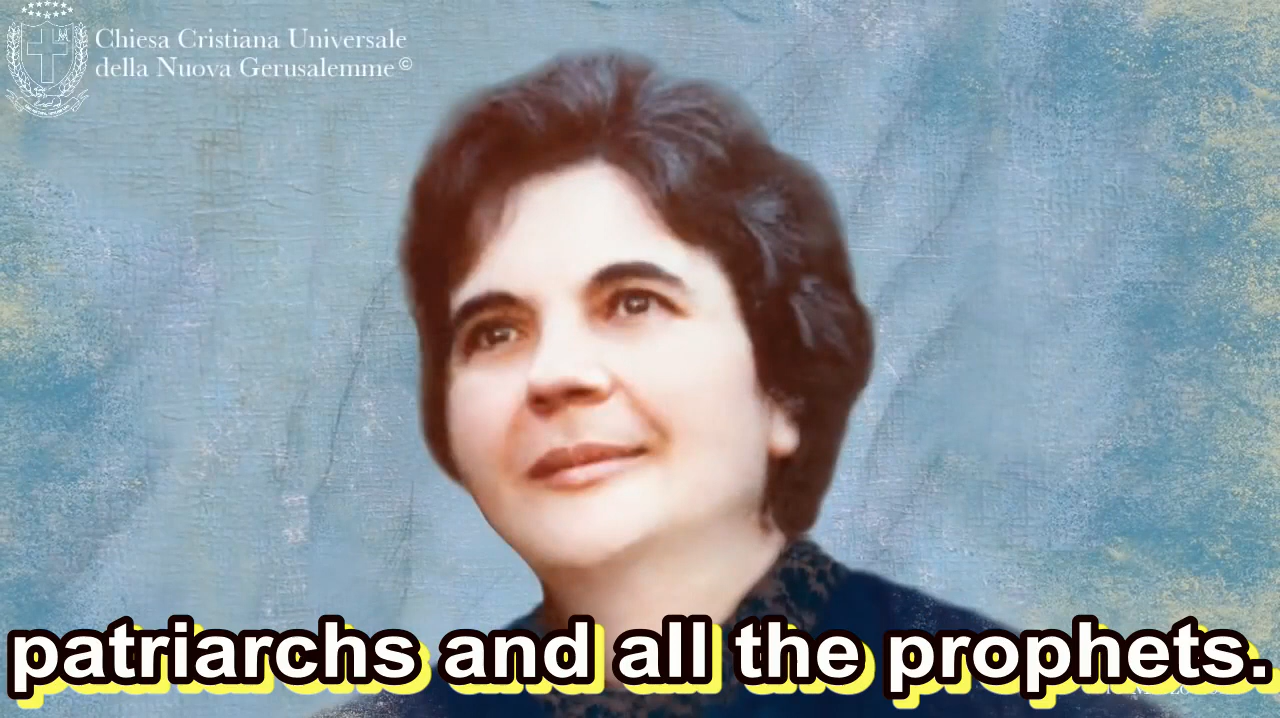 Chiesa Cristiana Universale
della Nuova Gerusalemme©
patriarchs and all the prophets.